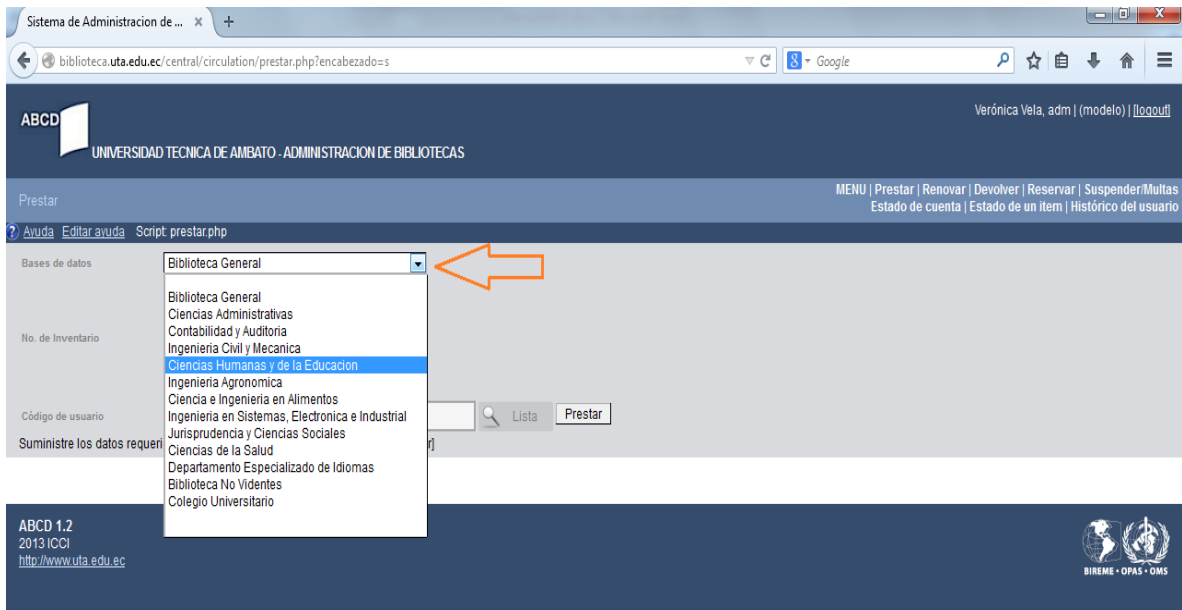 Sistema de Administracion de ... × +
biblioteca.uta.edu.ec/central/circulation/prestar.php?encabezado=s
8 Google
ABCD
Verónica Vela, adm | (modelo) | [logout]
UNIVERSIDAD TECNICA DE AMBATO - ADMINISTRACION DE BIBLIOTECAS
Prestar
MENU | Prestar | Renovar | Devolver | Reservar | Suspender/Multas
Estado de cuenta | Estado de un item | Histórico del usuario
? Ayuda Editar ayuda Script: prestar.php
Bases de datos
Biblioteca General
Biblioteca General
Ciencias Administrativas
Contabilidad y Auditoria
No. de Inventario
Ingenieria Civil y Mecanica
Ciencias Humanas y de la Educacion
Ingenieria Agronomica
Ciencia e Ingenieria en Alimentos
Código de usuario
Ingenieria en Sistemas, Electronica e Industrial
Lista
Prestar
Jurisprudencia y Ciencias Sociales
Suministre los datos requeri
r]
Ciencias de la Salud
Departamento Especializado de Idiomas
Biblioteca No Videntes
Colegio Universitario
ABCD 1.2
2013 ICCI
http://www.uta.edu.ec
BIREME • OPAS • OMS